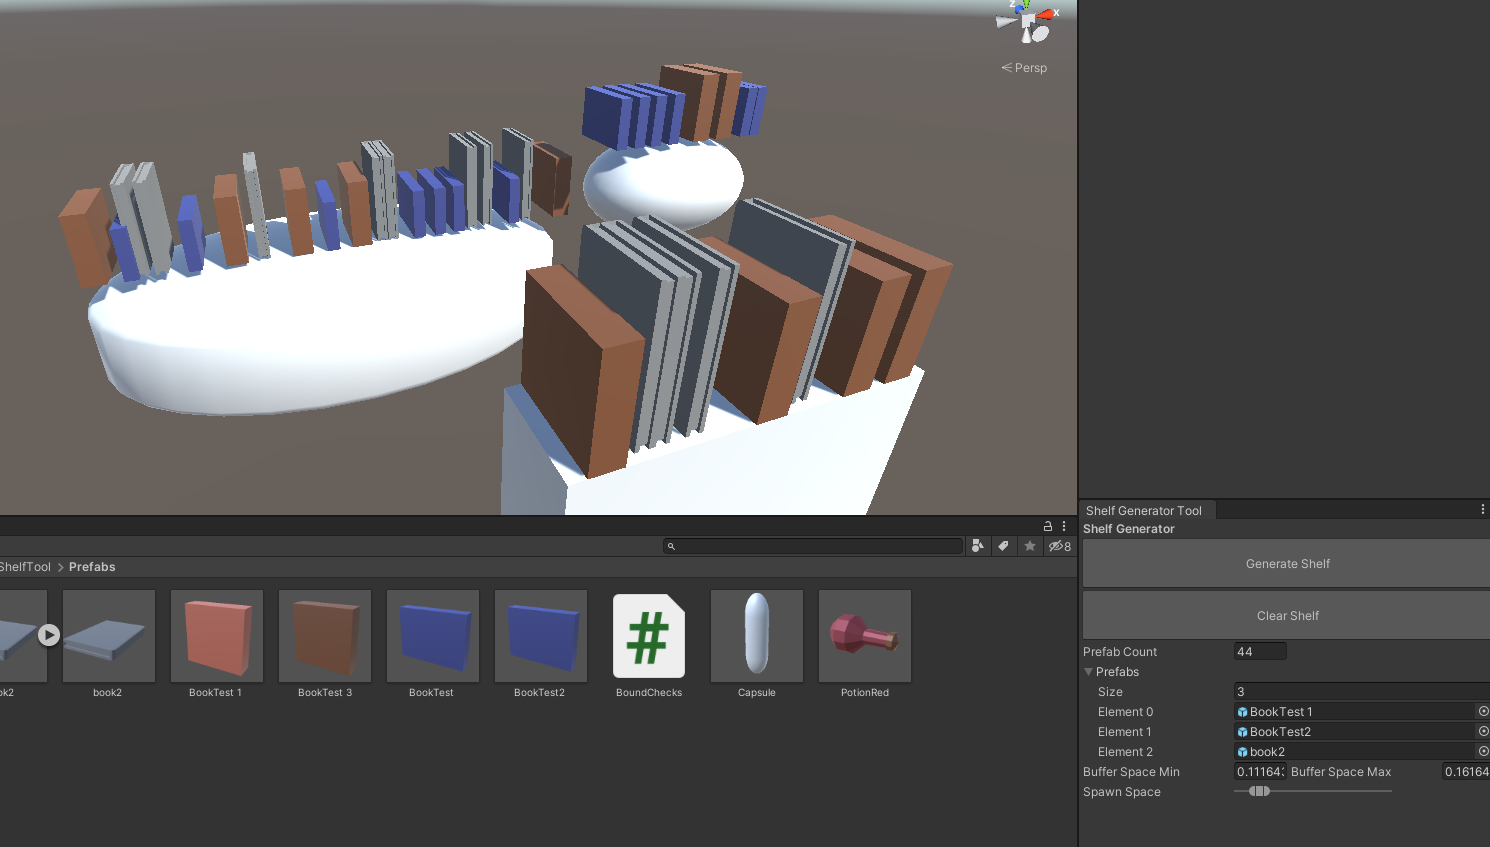 z
x
< Persp
8
ShelfTool > Prefabs
book2
BookTest 1
BookTest 3
BookTest
BookTest2
BoundChecks
Capsule
PotionRed
#
Shelf Generator Tool
Shelf Generator
Generate Shelf
Clear Shelf
Prefab Count 44
Prefabs
Size 3
Element 0 BookTest 1
Element 1 BookTest2
Element 2 book2
Buffer Space Min 0.11164 Buffer Space Max 0.16164
Spawn Space